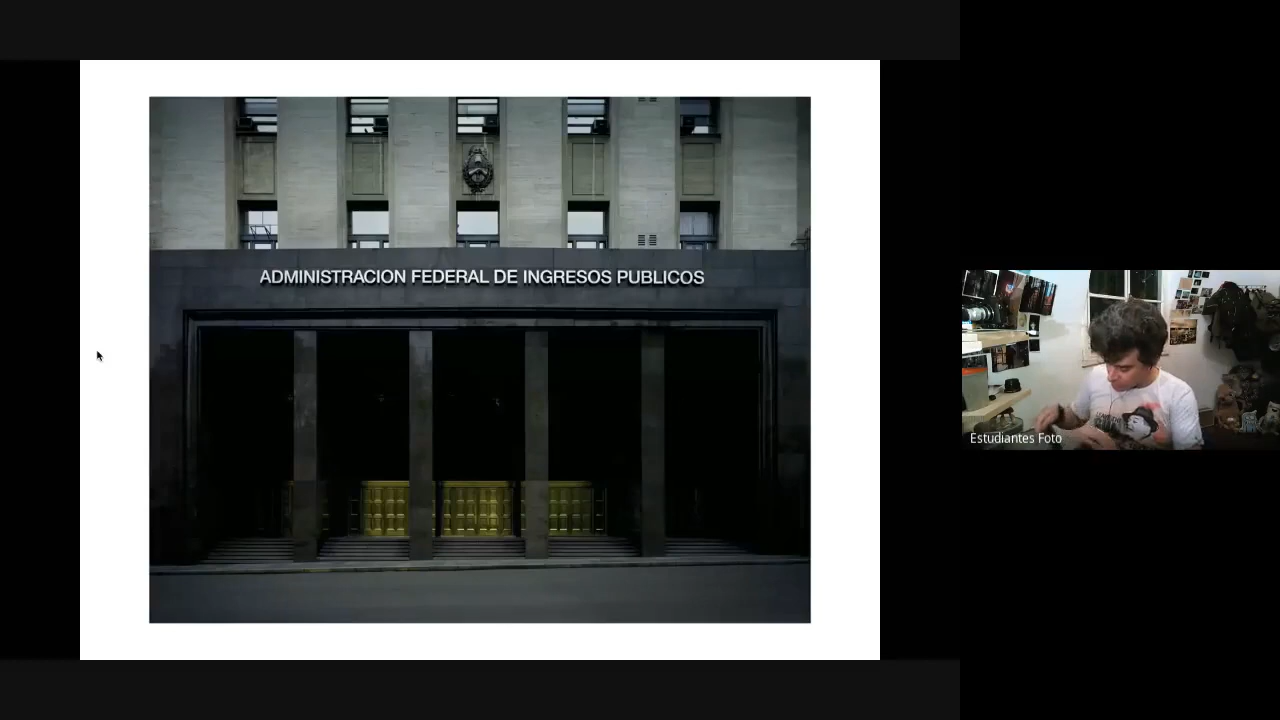 ADMINISTRACION FEDERAL DE INGRESOS PUBLICOS
Estudiantes Foto